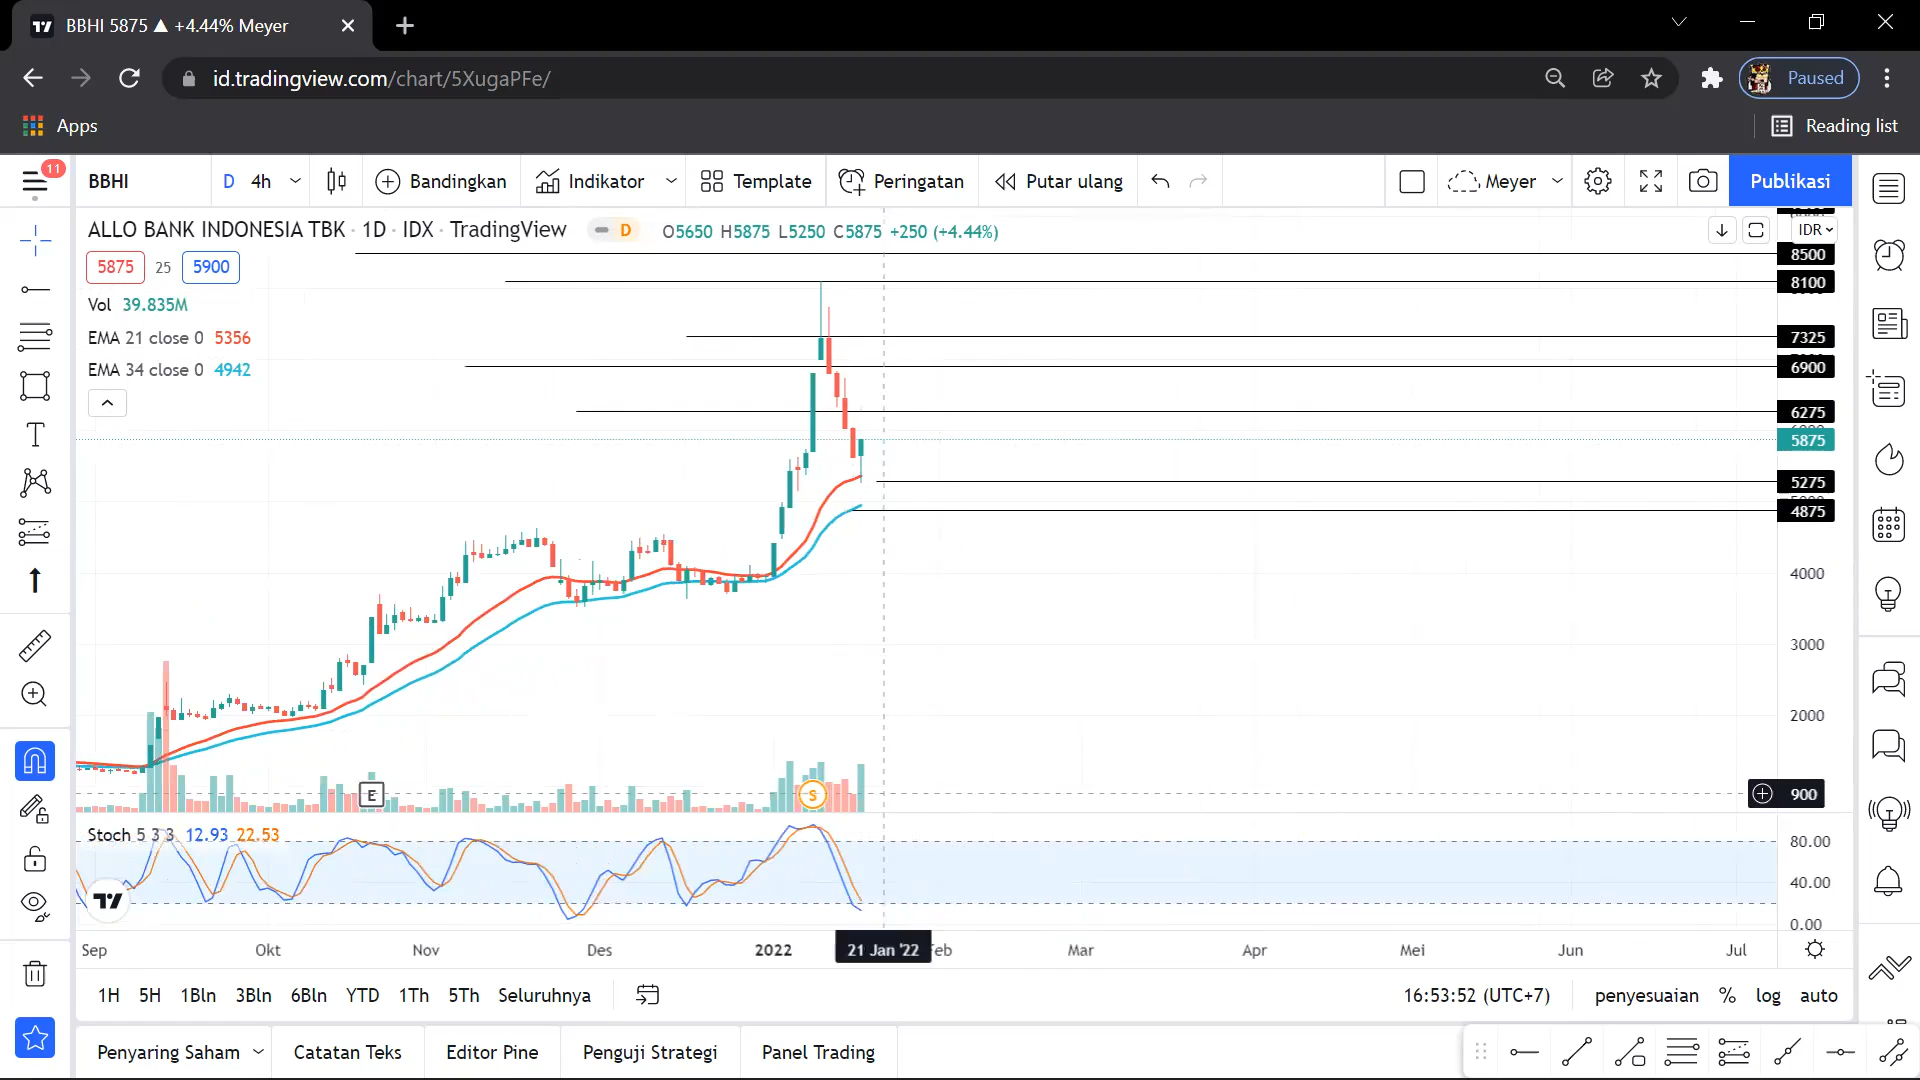 BBHI 5875 ▲ +4.44% Meyer
id.tradingview.com/chart/5XugaPFe/
Paused
Apps
Reading list
11
BBHI
D 4h
Bandingkan
Indikator
Template
Peringatan
Putar ulang
Meyer
Publikasi
ALLO BANK INDONESIA TBK · 1D · IDX · TradingView
D
O5650 H5875 L5250 C5875 +250 (+4.44%)
IDR
5875 25 5900
Vol 39.835M
EMA 21 close 0 5356
EMA 34 close 0 4942
8500
8100
7325
6900
6275
5875
5275
4875
4000
3000
2000
900
E
S
Stoch 5 3 3 12.93 22.53
80.00
40.00
0.00
Sep Okt Nov Des 2022 21 Jan '22 Feb Mar Apr Mei Jun Jul
1H 5H 1Bln 3Bln 6Bln YTD 1Th 5Th Seluruhnya
16:53:52 (UTC+7) penyesuaian % log auto
Penyaring Saham Catatan Teks Editor Pine Penguji Strategi Panel Trading